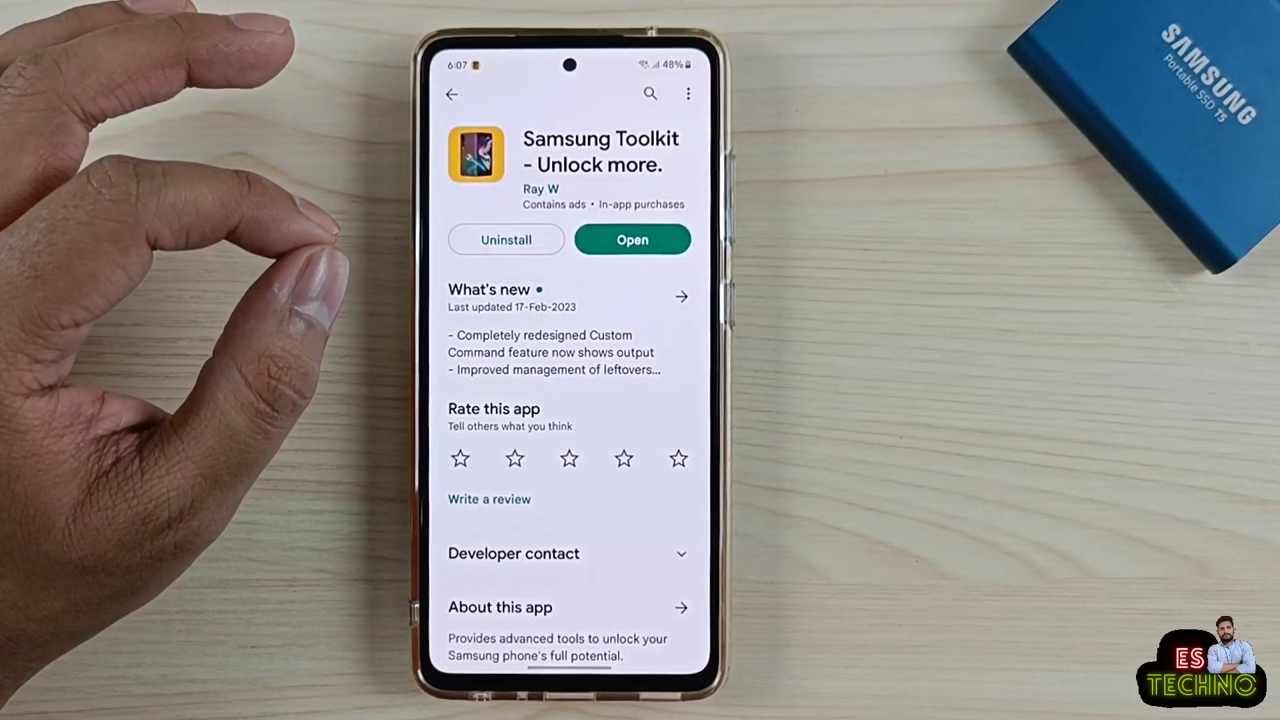 6:07
48%
Samsung Toolkit
- Unlock more.
Ray W
Contains ads • In-app purchases
Uninstall
Open
What's new •
Last updated 17-Feb-2023
- Completely redesigned Custom
Command feature now shows output
- Improved management of leftovers...
Rate this app
Tell others what you think
Write a review
Developer contact
About this app
Provides advanced tools to unlock your
Samsung phone's full potential.
SAMSUNG
Portable SSD T5
ES
TECHNO